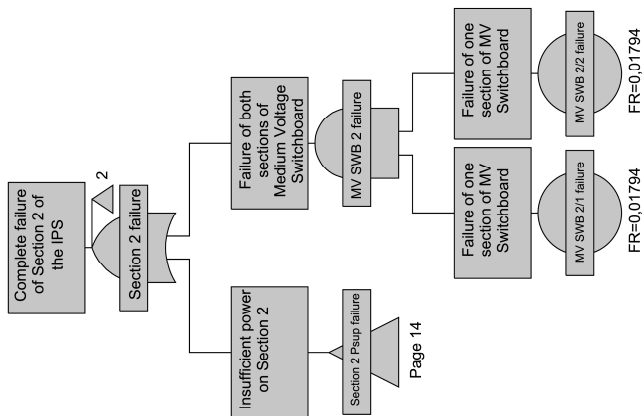 Complete failure
of Section 2 of
the IPS
2
Section 2 failure
Insufficient power
on Section 2
Section 2 Psup failure
Page 14
Failure of both
sections of
Medium Voltage
Switchboard
MV SWB 2 failure
Failure of one
section of MV
Switchboard
MV SWB 2/1 failure
FR=0,01794
Failure of one
section of MV
Switchboard
MV SWB 2/2 failure
FR=0,01794